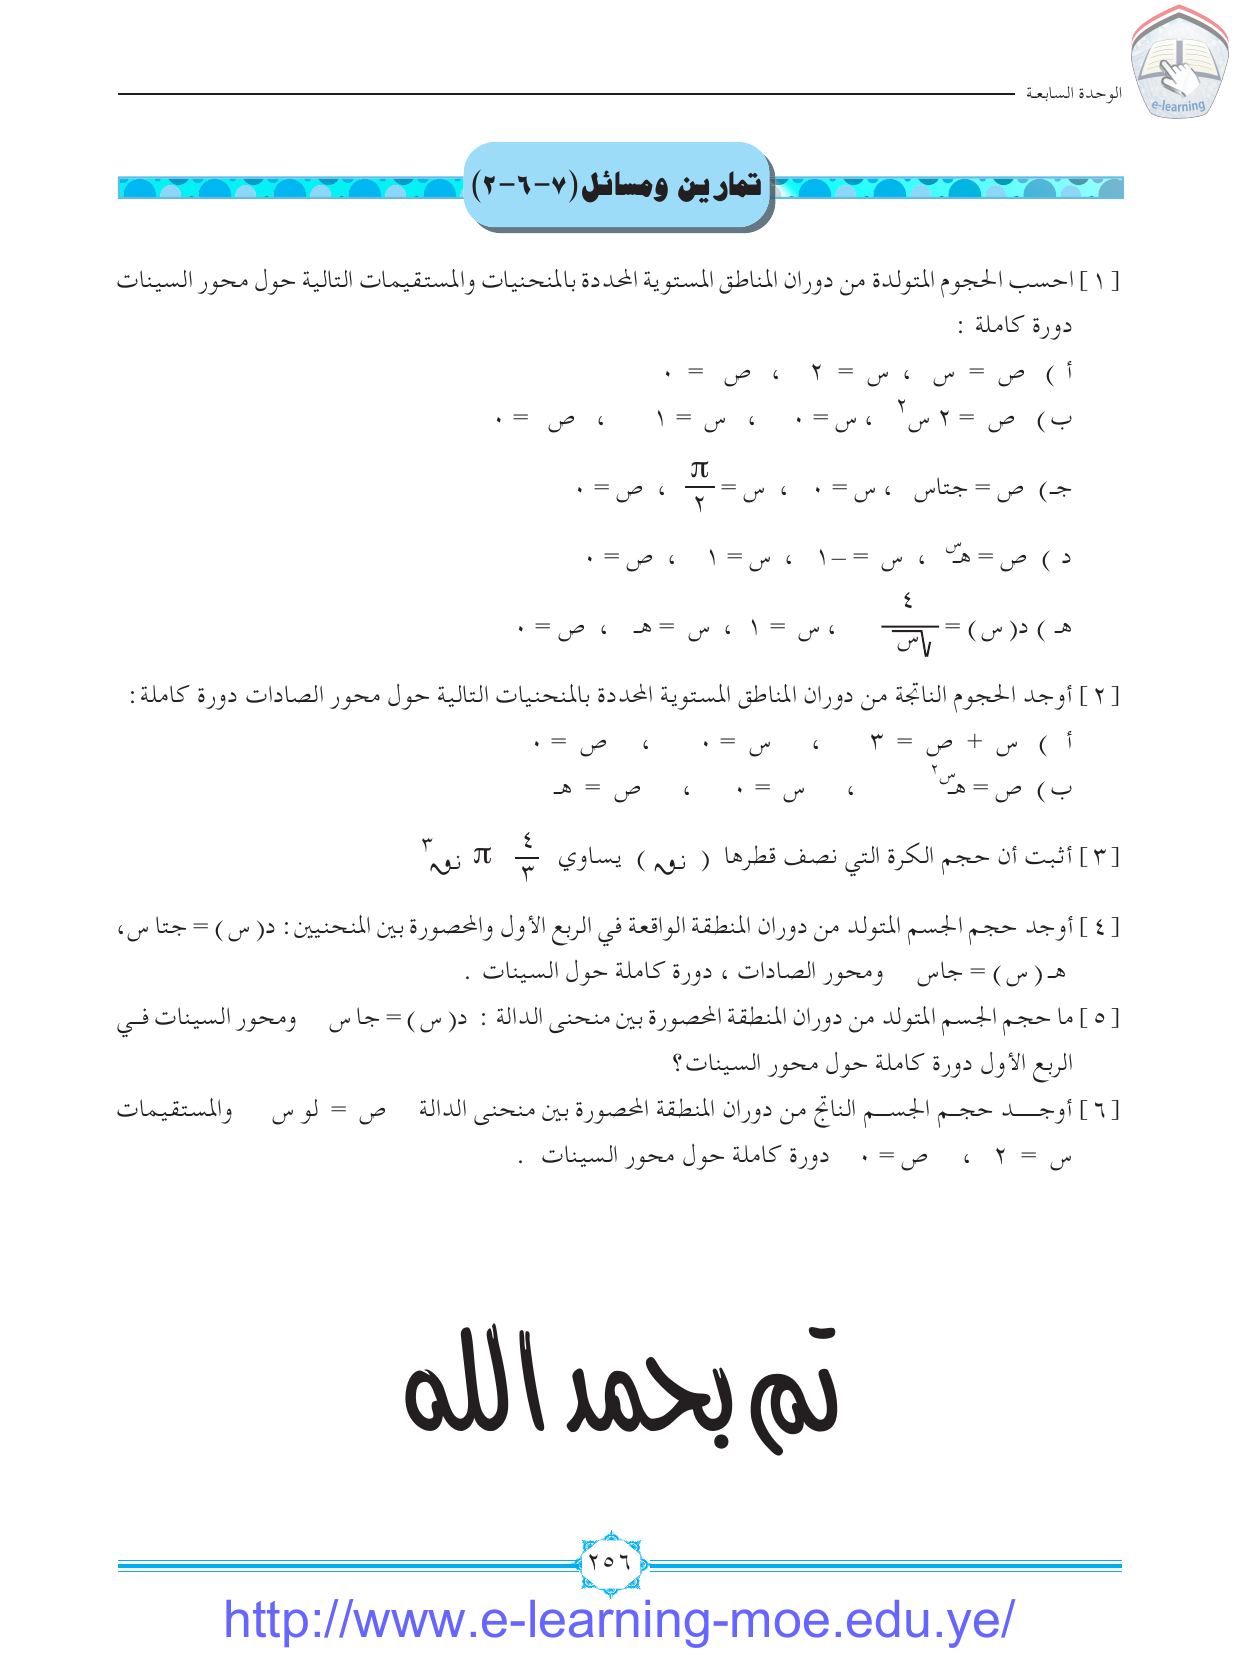 e-learning
الوحدة السابعة
تمارين ومسائل (٧-٦-٢)
[ ١ ] احسب الحجوم المتولدة من دوران المناطق المستوية المحددة بالمنحنيات والمستقيمات التالية حول محور السينات
دورة كاملة :
أ ) ص = س ، س = ٢ ، ص = ٠
ب) ص = ٢ س٢ ، س = ٠ ، س = ١ ، ص = ٠
جـ) ص = جتاس ، س = ٠ ، س = π/٢ ، ص = ٠
د ) ص = هـس ، س = –١ ، س = ١ ، ص = ٠
هـ ) د( س ) = ٤/√س ، س = ١ ، س = هـ ، ص = ٠
[ ٢ ] أوجد الحجوم الناتجة من دوران المناطق المستوية المحددة بالمنحنيات التالية حول محور الصادات دورة كاملة :
أ ) س + ص = ٣ ، س = ٠ ، ص = ٠
ب) ص = هـس٢ ، س = ٠ ، ص = هـ
[ ٣ ] أثبت أن حجم الكرة التي نصف قطرها ( نق ) يساوي ٤/٣ π نق٣
[ ٤ ] أوجد حجم الجسم المتولد من دوران المنطقة الواقعة في الربع الأول والمحصورة بين المنحنيين : د( س ) = جتا س،
هـ ( س ) = جاس ومحور الصادات ، دورة كاملة حول السينات .
[ ٥ ] ما حجم الجسم المتولد من دوران المنطقة المحصورة بين منحنى الدالة : د( س ) = جا س ومحور السينات فـي
الربع الأول دورة كاملة حول محور السينات؟
[ ٦ ] أوجـــد حجـم الجســم الناتج من دوران المنطقة المحصورة بين منحنى الدالة ص = لو س والمستقيمات
س = ٢ ، ص = ٠ دورة كاملة حول محور السينات .
تم بحمد الله
٢٥٦
http://www.e-learning-moe.edu.ye/